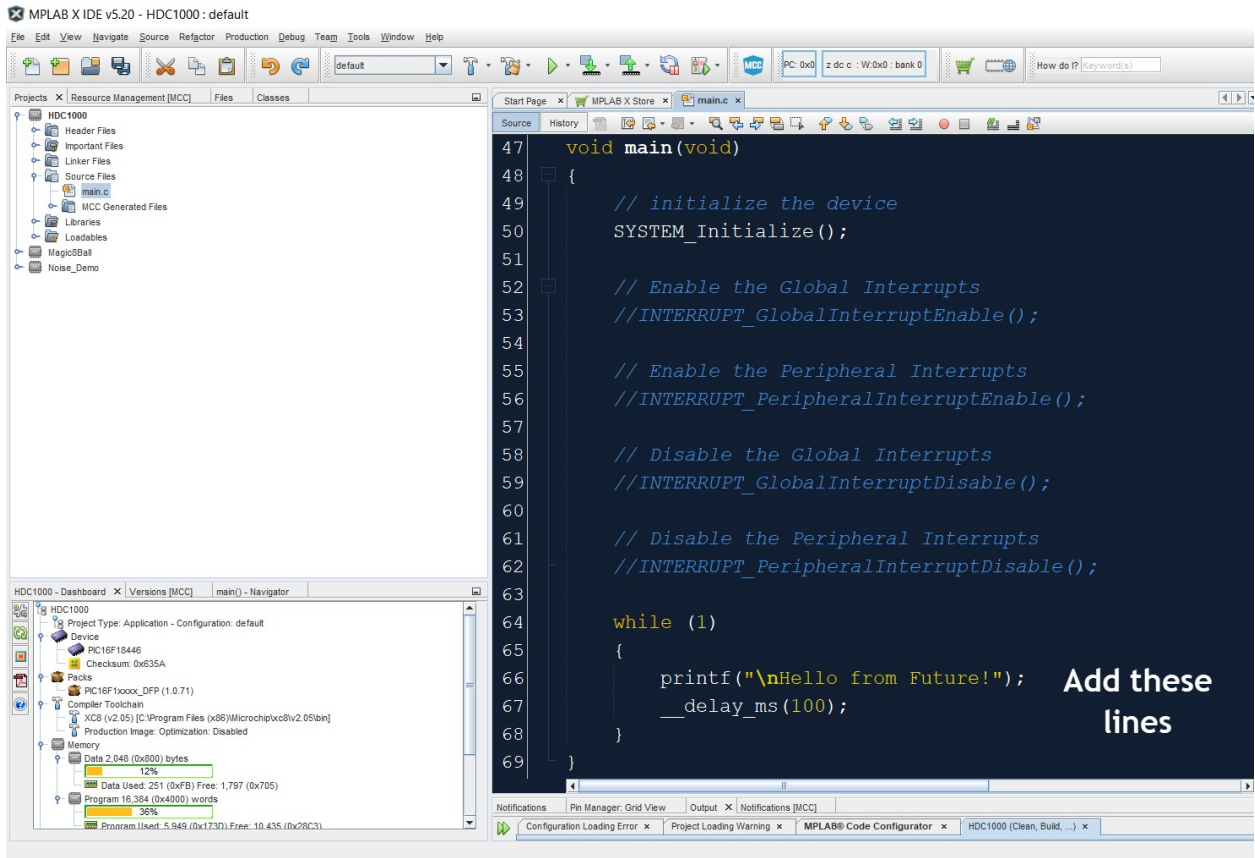 MPLAB X IDE v5.20 - HDC1000 : default
File Edit View Navigate Source Refactor Production Debug Team Tools Window Help
default
MCC
PC: 0x0
z dc c : W:0x0 : bank 0
How do I? Keyword(s)
Projects X Resource Management [MCC] Files Classes
HDC1000
Header Files
Important Files
Linker Files
Source Files
main.c
MCC Generated Files
Libraries
Loadables
Magic8Ball
Noise_Demo
HDC1000 - Dashboard X Versions [MCC] main() - Navigator
HDC1000
Project Type: Application - Configuration: default
Device
PIC16F18446
Checksum: 0x635A
Packs
PIC16F1xxxx_DFP (1.0.71)
Compiler Toolchain
XC8 (v2.05) [C:\Program Files (x86)\Microchip\xc8\v2.05\bin]
Production Image: Optimization: Disabled
Memory
Data 2,048 (0x800) bytes
12%
Data Used: 251 (0xFB) Free: 1,797 (0x705)
Program 16,384 (0x4000) words
36%
Program Used: 5,949 (0x173D) Free: 10,435 (0x28C3)
Start Page x MPLAB X Store x main.c x
Source History
47 void main(void)
48 {
49 // initialize the device
50 SYSTEM_Initialize();
51
52 // Enable the Global Interrupts
53 //INTERRUPT_GlobalInterruptEnable();
54
55 // Enable the Peripheral Interrupts
56 //INTERRUPT_PeripheralInterruptEnable();
57
58 // Disable the Global Interrupts
59 //INTERRUPT_GlobalInterruptDisable();
60
61 // Disable the Peripheral Interrupts
62 //INTERRUPT_PeripheralInterruptDisable();
63
64 while (1)
65 {
66 printf("\nHello from Future!");
67 __delay_ms(100);
68 }
69 }
Add these
lines
Notifications Pin Manager: Grid View Output X Notifications [MCC]
Configuration Loading Error x Project Loading Warning x MPLAB® Code Configurator x HDC1000 (Clean, Build, ...) x